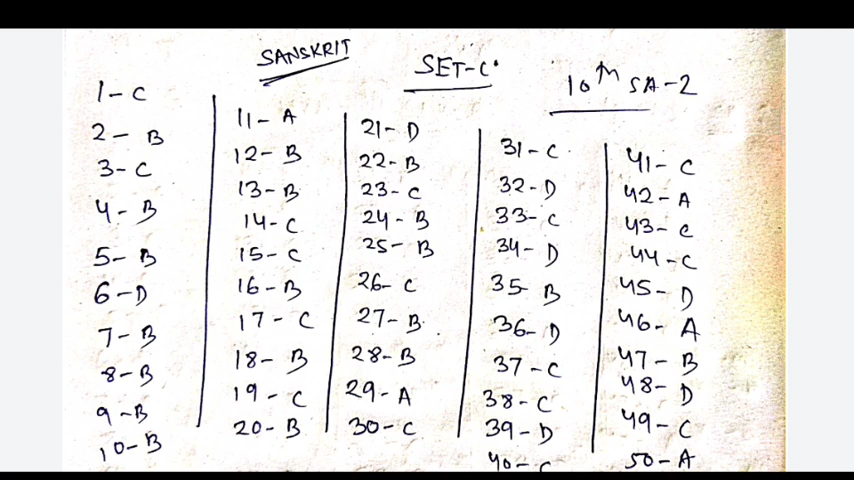 SANSKRIT
SET-C
10th SA-2
1-C
2-B
3-C
4-B
5-B
6-D
7-B
8-B
9-B
10-B
11-A
12-B
13-B
14-C
15-C
16-B
17-C
18-B
19-C
20-B
21-D
22-B
23-C
24-B
25-B
26-C
27-B
28-B
29-A
30-C
31-C
32-D
33-C
34-D
35-B
36-D
37-C
38-C
39-D
40-C
41-C
42-A
43-C
44-C
45-D
46-A
47-B
48-D
49-C
50-A